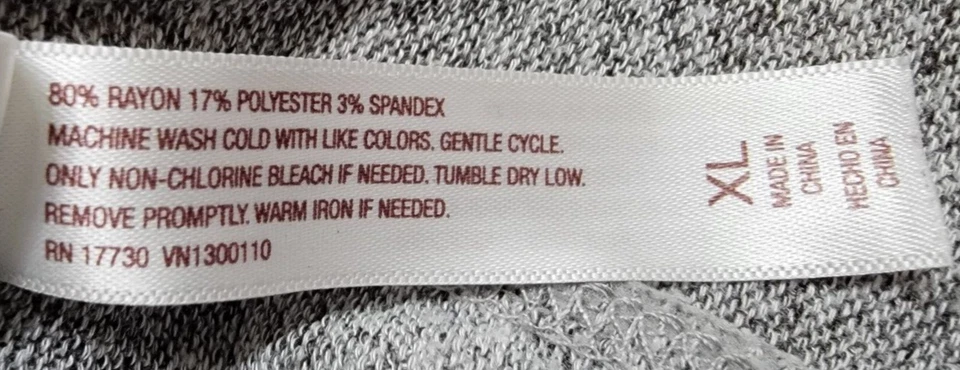 80% RAYON 17% POLYESTER 3% SPANDEX
MACHINE WASH COLD WITH LIKE COLORS. GENTLE CYCLE.
ONLY NON-CHLORINE BLEACH IF NEEDED. TUMBLE DRY LOW.
REMOVE PROMPTLY. WARM IRON IF NEEDED.
RN 17730 VN1300110
XL
MADE IN
CHINA
HECHO EN
CHINA